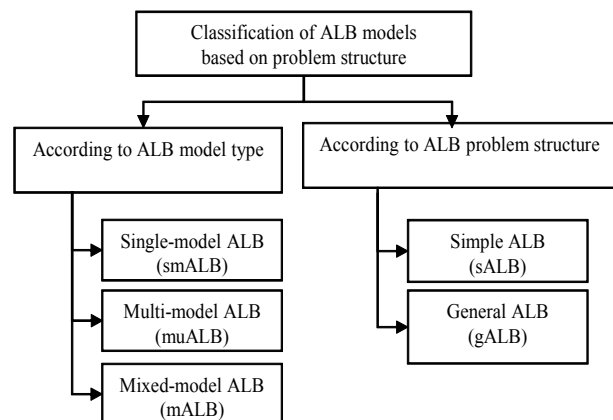 Classification of ALB models
based on problem structure
According to ALB model type
According to ALB problem structure
Single-model ALB
(smALB)
Multi-model ALB
(muALB)
Mixed-model ALB
(mALB)
Simple ALB
(sALB)
General ALB
(gALB)